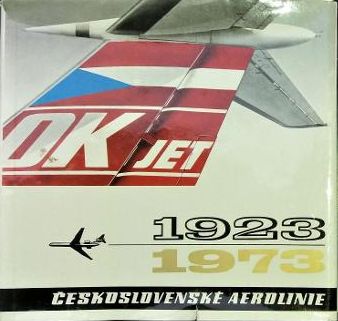 OK JET
1923
1973
ČESKOSLOVENSKÉ AEROLINIE